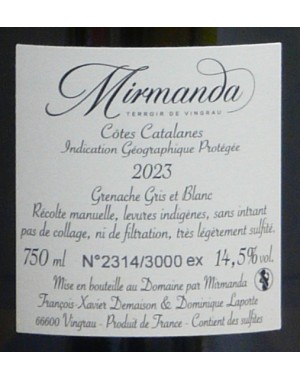 Mirmanda
TERROIR DE VINGRAU
Côtes Catalanes
Indication Géographique Protégée
2023
Grenache Gris et Blanc
Récolte manuelle, levures indigènes, sans intrant
pas de collage, ni de filtration, très légèrement sulfité.
750 ml N°2314/3000 ex 14,5% vol.
Mise en bouteille au Domaine par Mirmanda
François-Xavier Demaison & Dominique Laporte
66600 Vingrau - Produit de France - Contient des sulfites